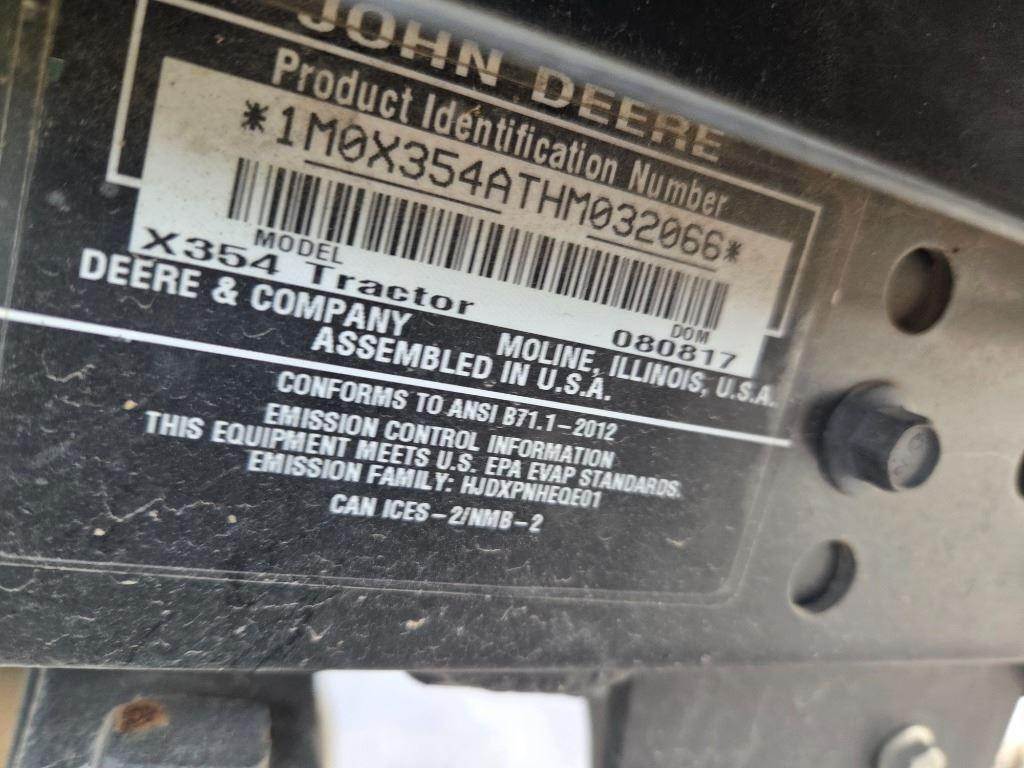 JOHN DEERE
Product Identification Number
*1M0X354ATHM032066*
MODEL
X354 Tractor
DOM
080817
DEERE & COMPANY
MOLINE, ILLINOIS, U.S.A.
ASSEMBLED IN U.S.A.
CONFORMS TO ANSI B71.1-2012
EMISSION CONTROL INFORMATION
THIS EQUIPMENT MEETS U.S. EPA EVAP STANDARDS.
EMISSION FAMILY: HJDXPNHEQE01
CAN ICES-2/NMB-2